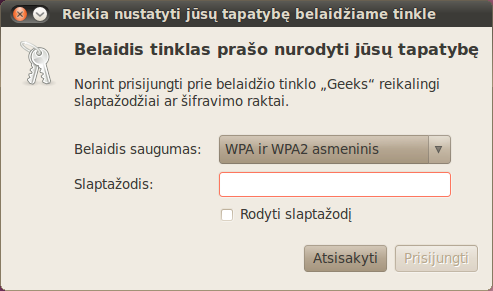 Reikia nustatyti jūsų tapatybę belaidžiame tinkle
Belaidis tinklas prašo nurodyti jūsų tapatybę
Norint prisijungti prie belaidžio tinklo „Geeks“ reikalingi
slaptažodžiai ar šifravimo raktai.
Belaidis saugumas: WPA ir WPA2 asmeninis
Slaptažodis:
Rodyti slaptažodį
Atsisakyti Prisijungti